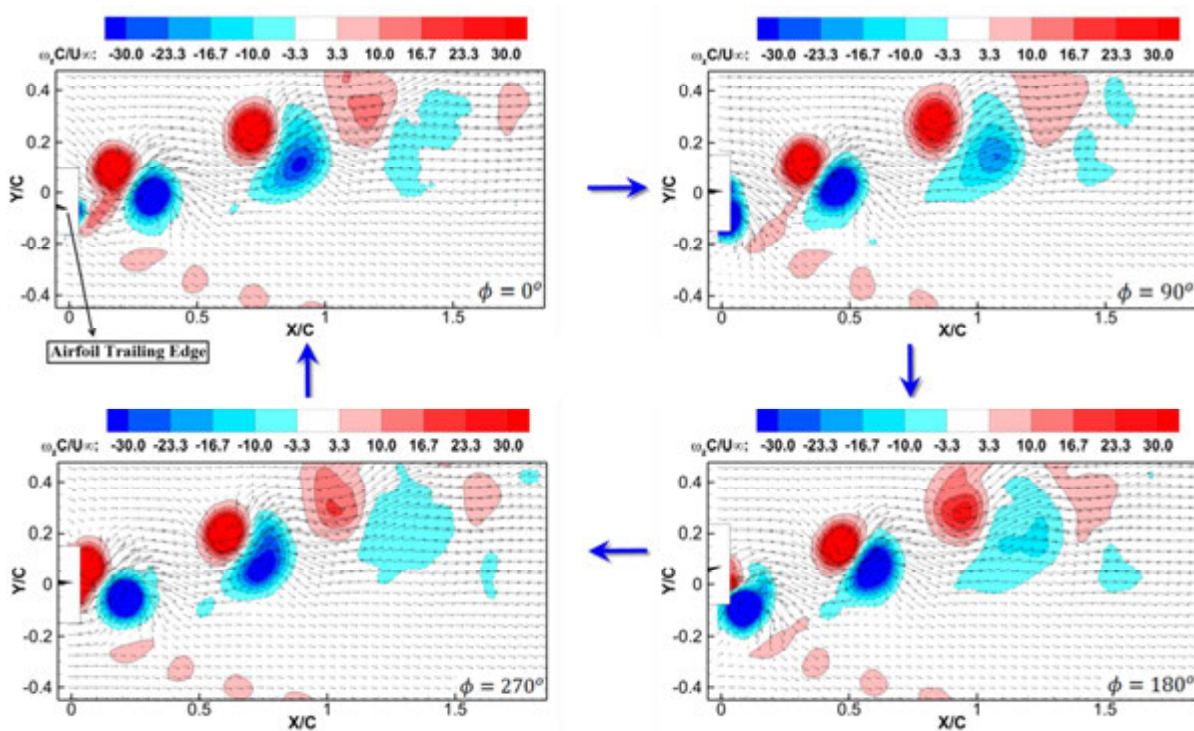 ω_zC/U∞: -30.0 -23.3 -16.7 -10.0 -3.3 3.3 10.0 16.7 23.3 30.0
0.4
0.2
Y/C
0
-0.2
-0.4
ϕ = 0°
0 0.5 1 1.5
X/C
Airfoil Trailing Edge
ω_zC/U∞: -30.0 -23.3 -16.7 -10.0 -3.3 3.3 10.0 16.7 23.3 30.0
0.4
0.2
Y/C
0
-0.2
-0.4
ϕ = 90°
0 0.5 1 1.5
X/C
ω_zC/U∞: -30.0 -23.3 -16.7 -10.0 -3.3 3.3 10.0 16.7 23.3 30.0
0.4
0.2
Y/C
0
-0.2
-0.4
ϕ = 270°
0 0.5 1 1.5
X/C
ω_zC/U∞: -30.0 -23.3 -16.7 -10.0 -3.3 3.3 10.0 16.7 23.3 30.0
0.4
0.2
Y/C
0
-0.2
-0.4
ϕ = 180°
0 0.5 1 1.5
X/C